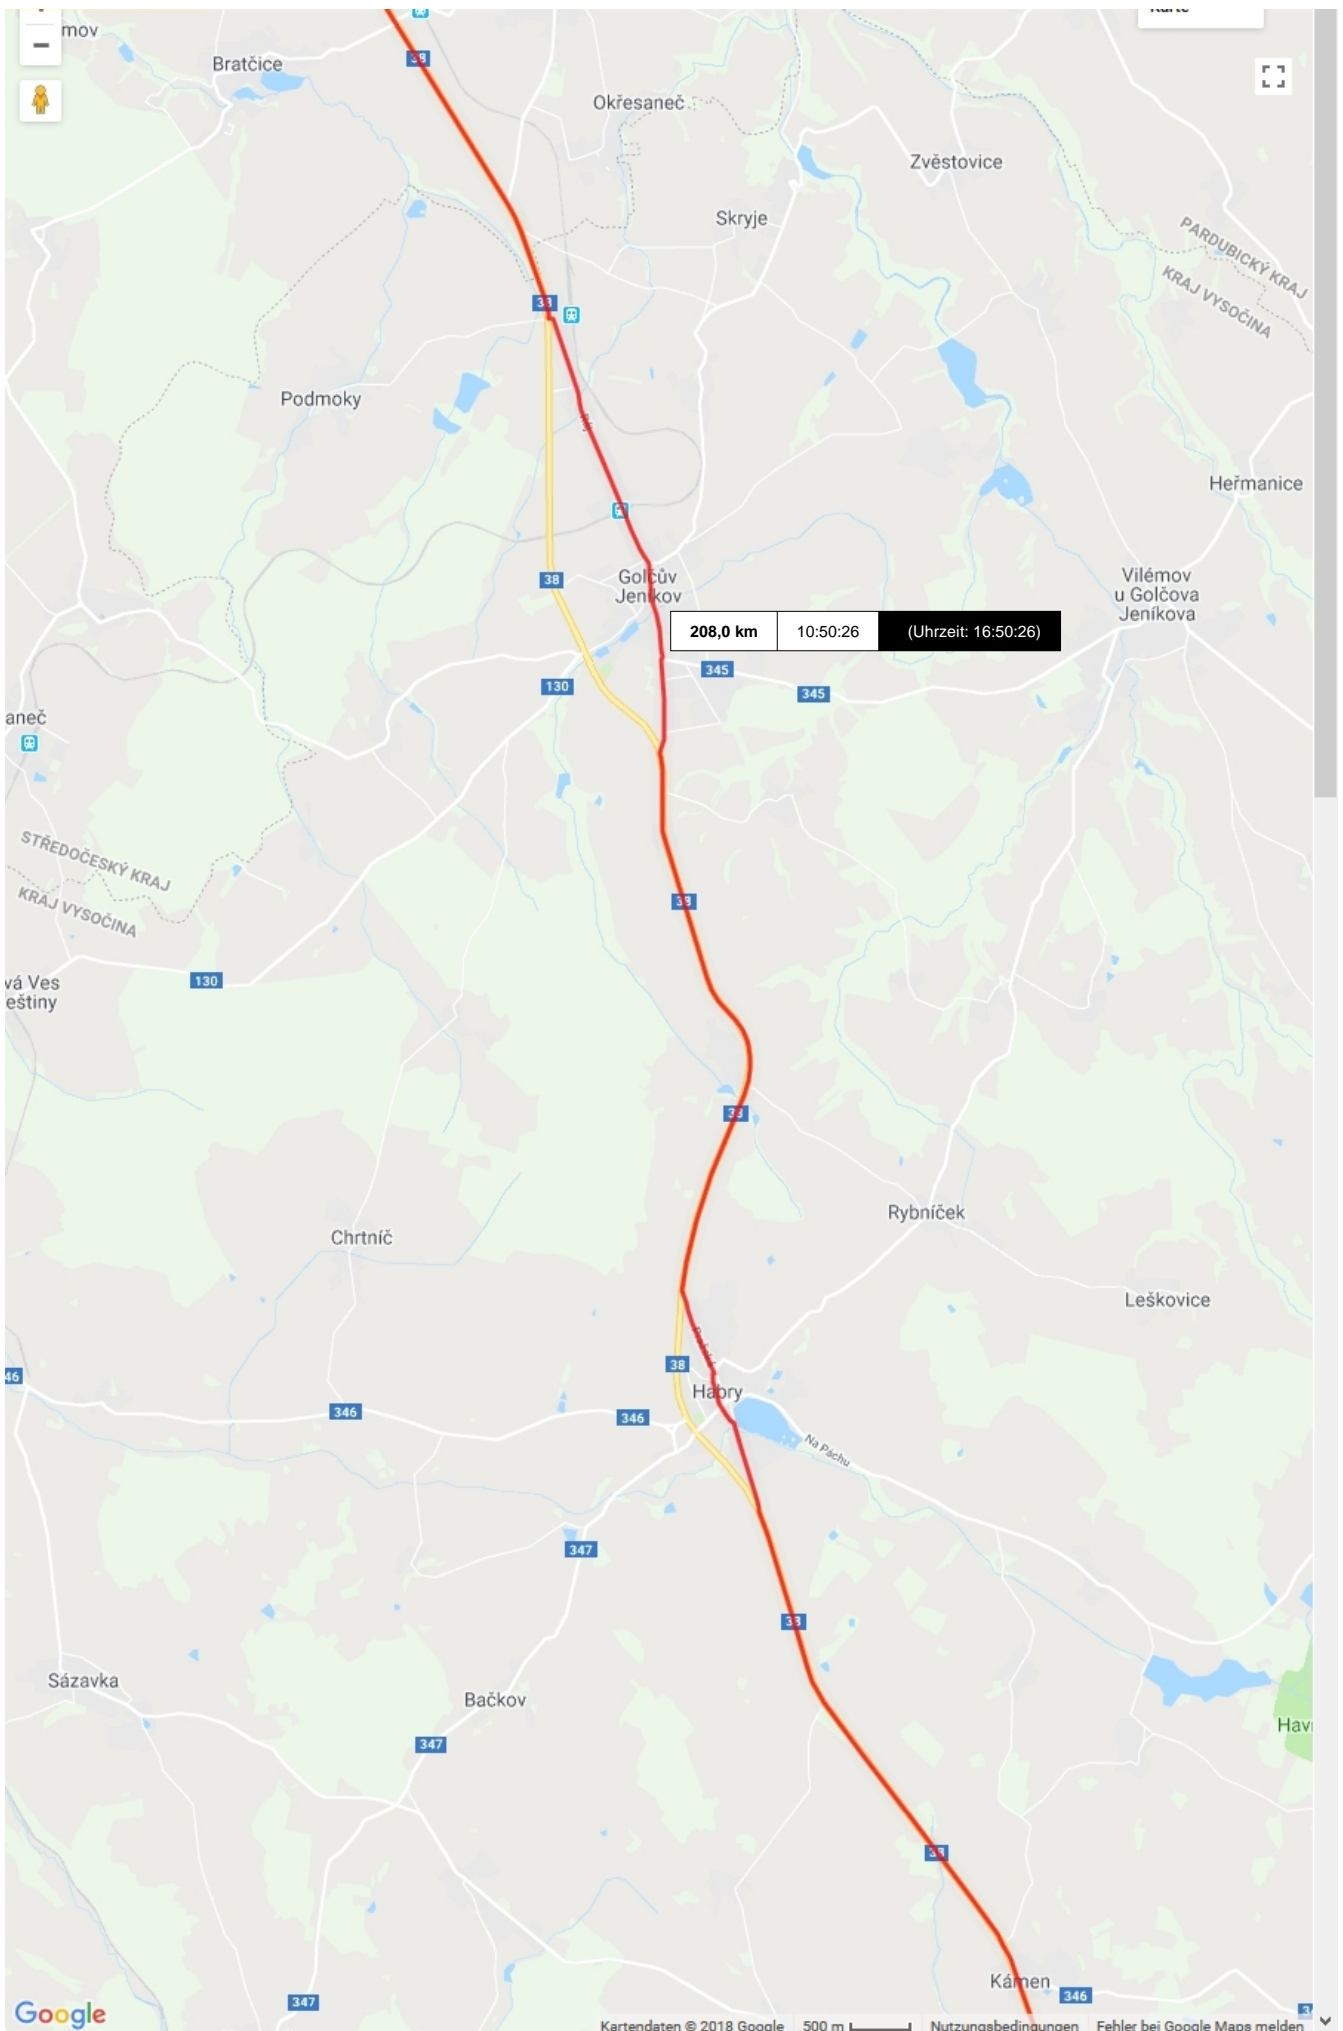 mov
Bratčice
38
Okřesaneč
Zvěstovice
Skryje
PARDUBICKÝ KRAJ
KRAJ VYSOČINA
38
Podmoky
Ráj
Heřmanice
38
Golčův
Jeníkov
Vilémov
u Golčova
Jeníkova
208,0 km
10:50:26
(Uhrzeit: 16:50:26)
345
130
345
aneč
STŘEDOČESKÝ KRAJ
KRAJ VYSOČINA
38
130
vá Ves
eštiny
38
Rybníček
Chrtníč
Leškovice
Pražská
38
46
Habry
346
346
Na Páchu
347
38
Sázavka
Bačkov
Hav
347
38
Kámen
346
347
Google
Kartendaten © 2018 Google
500 m
Nutzungsbedingungen
Fehler bei Google Maps melden